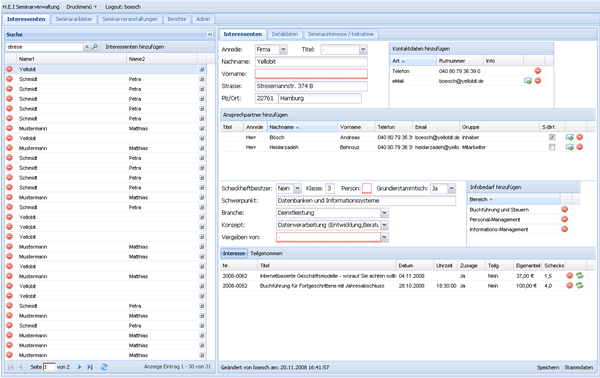 H.E.I Seminarverwaltung Druckmenü Logout: boesch
Interessenten Seminaranbieter Seminarveranstaltungen Berichte Admin
Suche
strese Interessenten hinzufügen
Name1 Name2
Yellobit
Schmidt Petra
Schmidt Petra
Schmidt Petra
Schmidt Petra
Schmidt Petra
Mustermann Matthias
Mustermann Matthias
Yellobit
Schmidt Petra
Yellobit
Schmidt Petra
Schmidt Petra
Yellobit
Mustermann Matthias
Mustermann Matthias
Mustermann Matthias
Yellobit
Yellobit
Schmidt Petra
Schmidt Petra
Schmidt Petra
Mustermann Matthias
Mustermann Matthias
Mustermann Matthias
Seite 1 von 2 Anzeige Eintrag 1 - 30 von 31
Interessenten Detaildaten Seminarinteresse /-teilnahme
Anrede: Firma Titel: -
Nachname: Yellobit
Vorname:
Strasse: Stresemannstr. 374 B
Plz/Ort: 22761 Hamburg
Kontaktdaten hinzufügen
Art Rufnummer Info
Telefon 040 80 79 36 39 0
eMail boesch@yellobit.de
Ansprechpartner hinzufügen
Titel Anrede Nachname Vorname Telefon Email Gruppe S-Brf.
Herr Bösch Andreas 040 80 79 36 3 boesch@yellobit.de Inhaber
Herr Heidarzadeh Behrouz 040 80 79 36 3 heidarzadeh@yello Mitarbeiter
Scheckheftbesitzer: Nein Klasse: 3 Person: Gründerstammtisch: Ja
Schwerpunkt: Datenbanken und Informationssysteme
Branche: Dienstleistung
Konzept: Datenverarbeitung (Entwicklung,Beratu
Vergeben von:
Infobedarf hinzufügen
Bereich
Buchführung und Steuern
Personal-Management
Informations-Management
Interesse Teilgenommen
Nr. Titel Datum Uhrzeit Zusage Teilg. Eigenanteil Schecks
2008-0062 Internetbasierte Geschäftsmodelle - worauf Sie achten sollt 04.11.2008 Ja Nein 37,00 € 1,5
2008-0052 Buchführung für Fortgeschrittene mit Jahresabschluss 28.10.2008 18:30:00 Ja Nein 100,00 € 4,0
Geändert von boesch am: 20.11.2008 16:41:57 Speichern Stammdaten